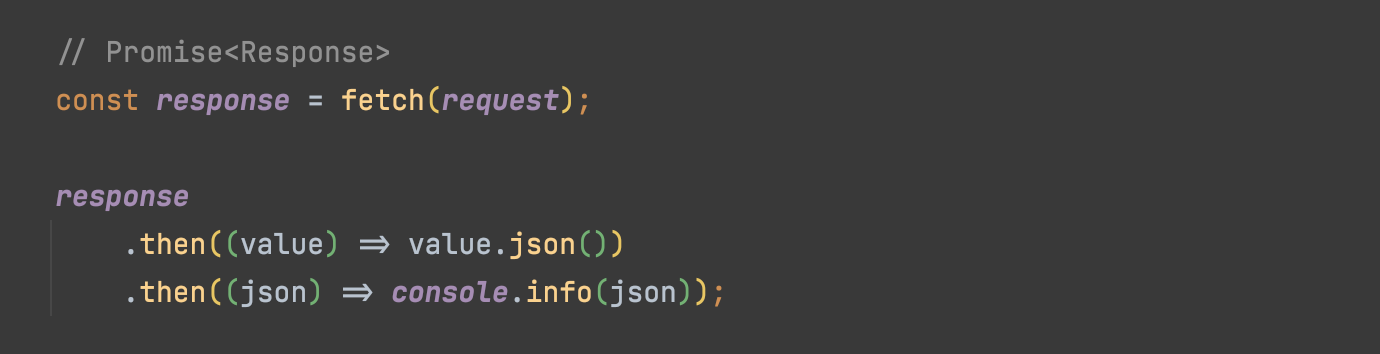 // Promise<Response>
const response = fetch(request);
response
.then((value) => value.json())
.then((json) => console.info(json));